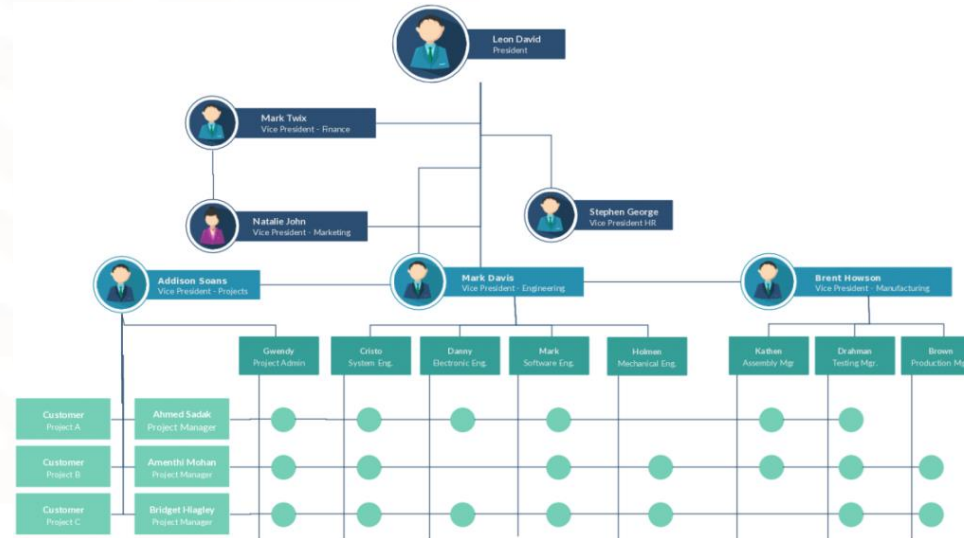 Leon David
President
Mark Twix
Vice President - Finance
Natalie John
Vice President - Marketing
Stephen George
Vice President HR
Addison Soans
Vice President - Projects
Mark Davis
Vice President - Engineering
Brent Howson
Vice President - Manufacturing
Gwendy
Project Admin
Cristo
System Eng.
Danny
Electronic Eng.
Mark
Software Eng.
Holmen
Mechanical Eng.
Kathen
Assembly Mgr
Drahman
Testing Mgr.
Brown
Production Mg
Customer
Project A
Ahmed Sadak
Project Manager
Customer
Project B
Amenthi Mohan
Project Manager
Customer
Project C
Bridget Hiagley
Project Manager